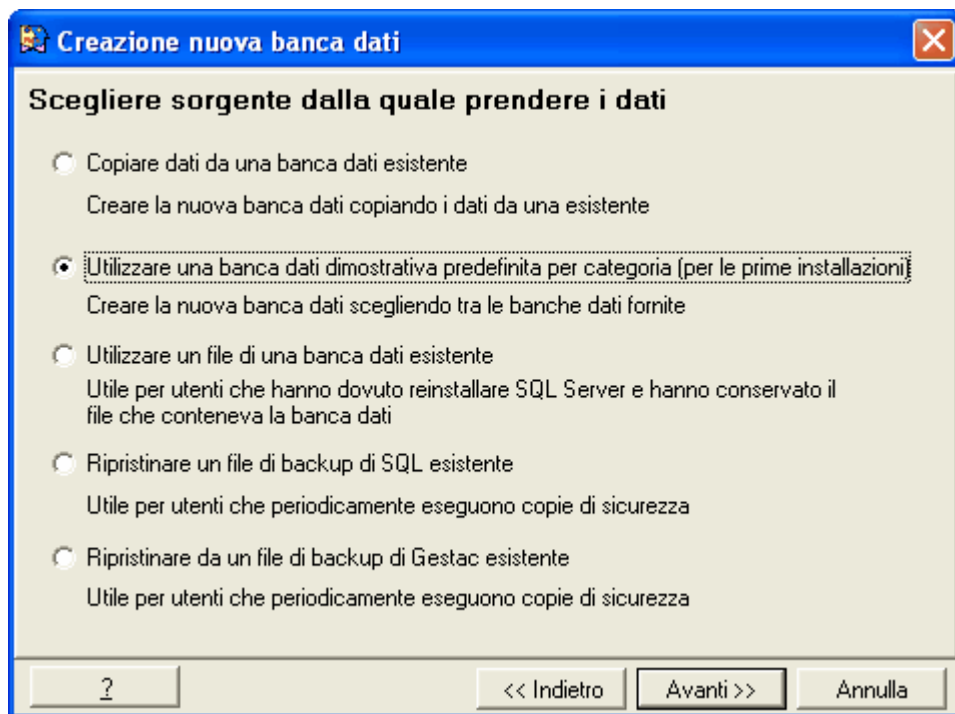 Creazione nuova banca dati
Scegliere sorgente dalla quale prendere i dati
Copiare dati da una banca dati esistente
Creare la nuova banca dati copiando i dati da una esistente
Utilizzare una banca dati dimostrativa predefinita per categoria (per le prime installazioni)
Creare la nuova banca dati scegliendo tra le banche dati fornite
Utilizzare un file di una banca dati esistente
Utile per utenti che hanno dovuto reinstallare SQL Server e hanno conservato il
file che conteneva la banca dati
Ripristinare un file di backup di SQL esistente
Utile per utenti che periodicamente eseguono copie di sicurezza
Ripristinare da un file di backup di Gestac esistente
Utile per utenti che periodicamente eseguono copie di sicurezza
?
<< Indietro
Avanti >>
Annulla